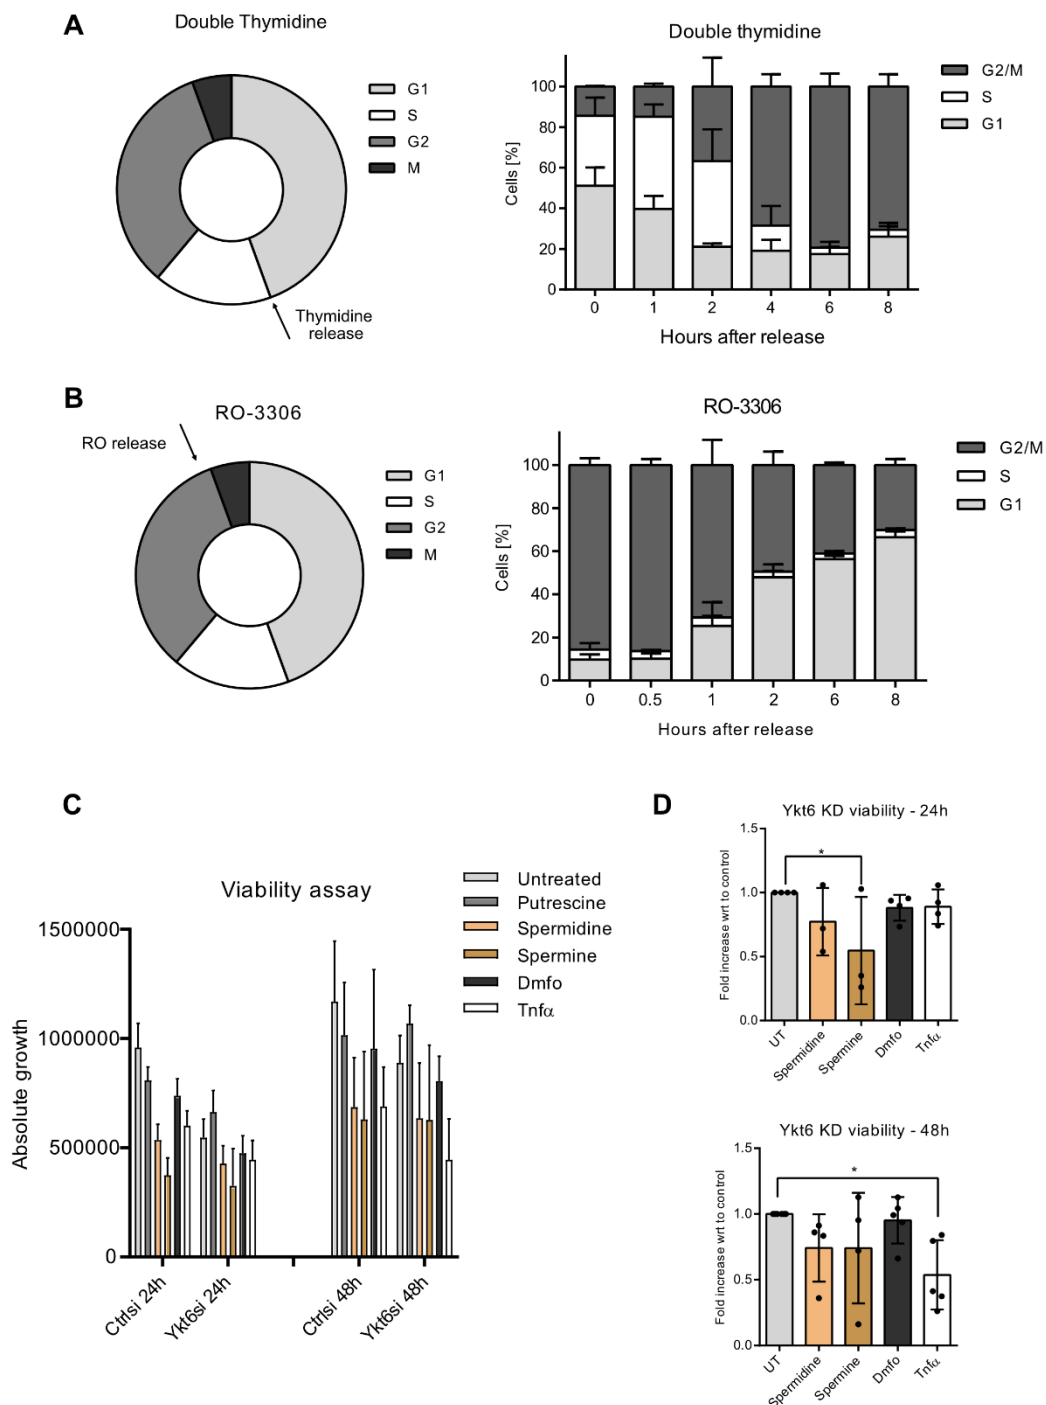 A
Double Thymidine
G1
S
G2
M
Thymidine
release
Double thymidine
G2/M
S
G1
Cells [%]
100
80
60
40
20
0
0 1 2 4 6 8
Hours after release
B
RO-3306
RO release
G1
S
G2
M
RO-3306
G2/M
S
G1
Cells [%]
100
80
60
40
20
0
0 0.5 1 2 6 8
Hours after release
C
Viability assay
Untreated
Putrescine
Spermidine
Spermine
Dmfo
Tnfα
Absolute growth
1500000
1000000
500000
0
Ctrlsi 24h
Ykt6si 24h
Ctrlsi 48h
Ykt6si 48h
D
Ykt6 KD viability - 24h
Fold increase wrt to control
1.5
1.0
0.5
0.0
*
UT
Spermidine
Spermine
Dmfo
Tnfα
Ykt6 KD viability - 48h
Fold increase wrt to control
1.5
1.0
0.5
0.0
*
UT
Spermidine
Spermine
Dmfo
Tnfα